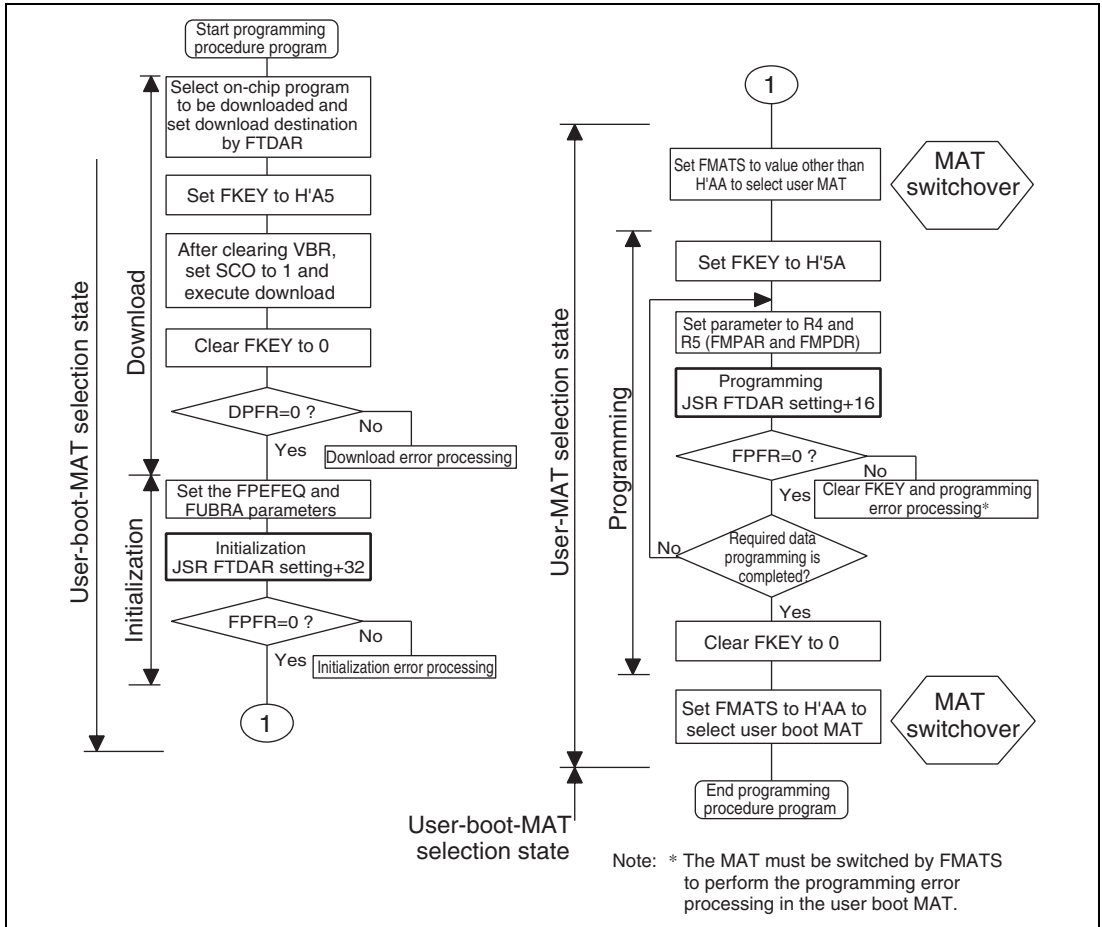 Start programming
procedure program
Select on-chip program
to be downloaded and
set download destination
by FTDAR
Set FKEY to H'A5
After clearing VBR,
set SCO to 1 and
execute download
Clear FKEY to 0
DPFR=0 ?
No
Yes
Download error processing
Set the FPEFEQ and
FUBRA parameters
Initialization
JSR FTDAR setting+32
FPFR=0 ?
No
Yes
Initialization error processing
1
Download
Initialization
User-boot-MAT selection state
1
Set FMATS to value other than
H'AA to select user MAT
MAT
switchover
Set FKEY to H'5A
Set parameter to R4 and
R5 (FMPAR and FMPDR)
Programming
JSR FTDAR setting+16
FPFR=0 ?
No
Yes
Clear FKEY and programming
error processing*
Required data
programming is
completed?
No
Yes
Clear FKEY to 0
Set FMATS to H'AA to
select user boot MAT
MAT
switchover
End programming
procedure program
Programming
User-MAT selection state
User-boot-MAT
selection state
Note: * The MAT must be switched by FMATS
to perform the programming error
processing in the user boot MAT.